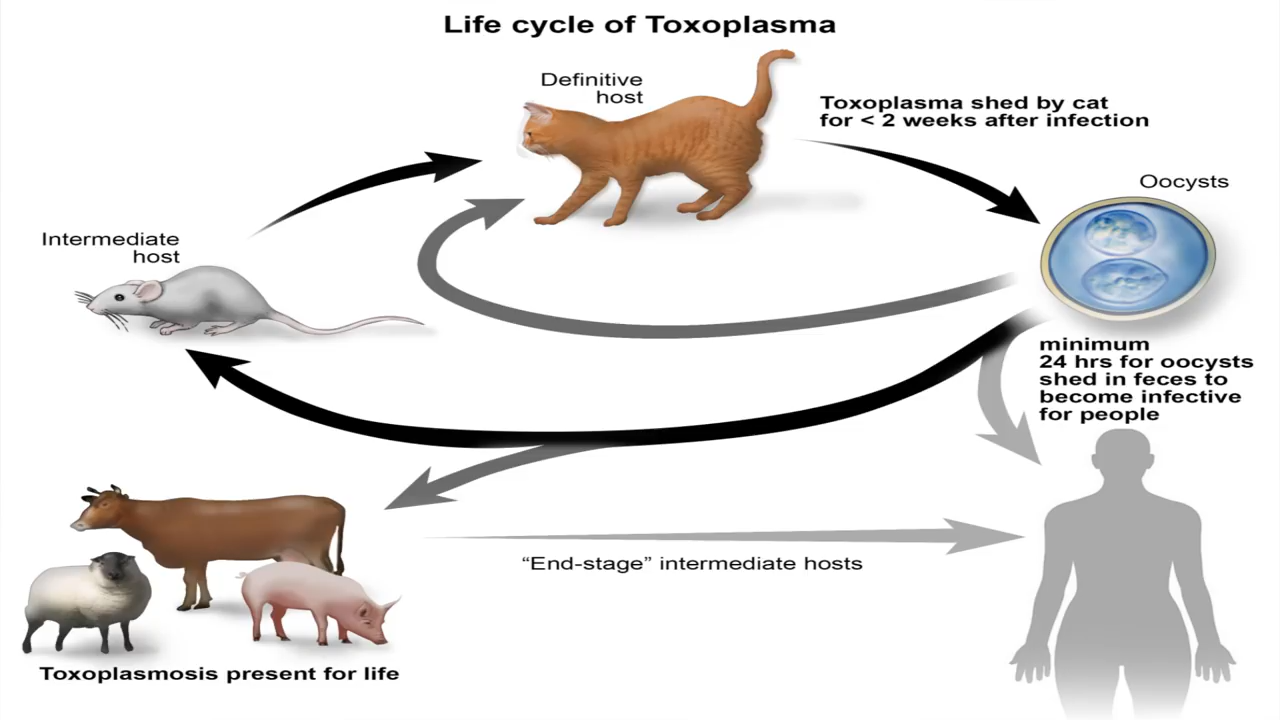 Life cycle of Toxoplasma
Definitive
host
Toxoplasma shed by cat
for < 2 weeks after infection
Oocysts
Intermediate
host
minimum
24 hrs for oocysts
shed in feces to
become infective
for people
“End-stage” intermediate hosts
Toxoplasmosis present for life